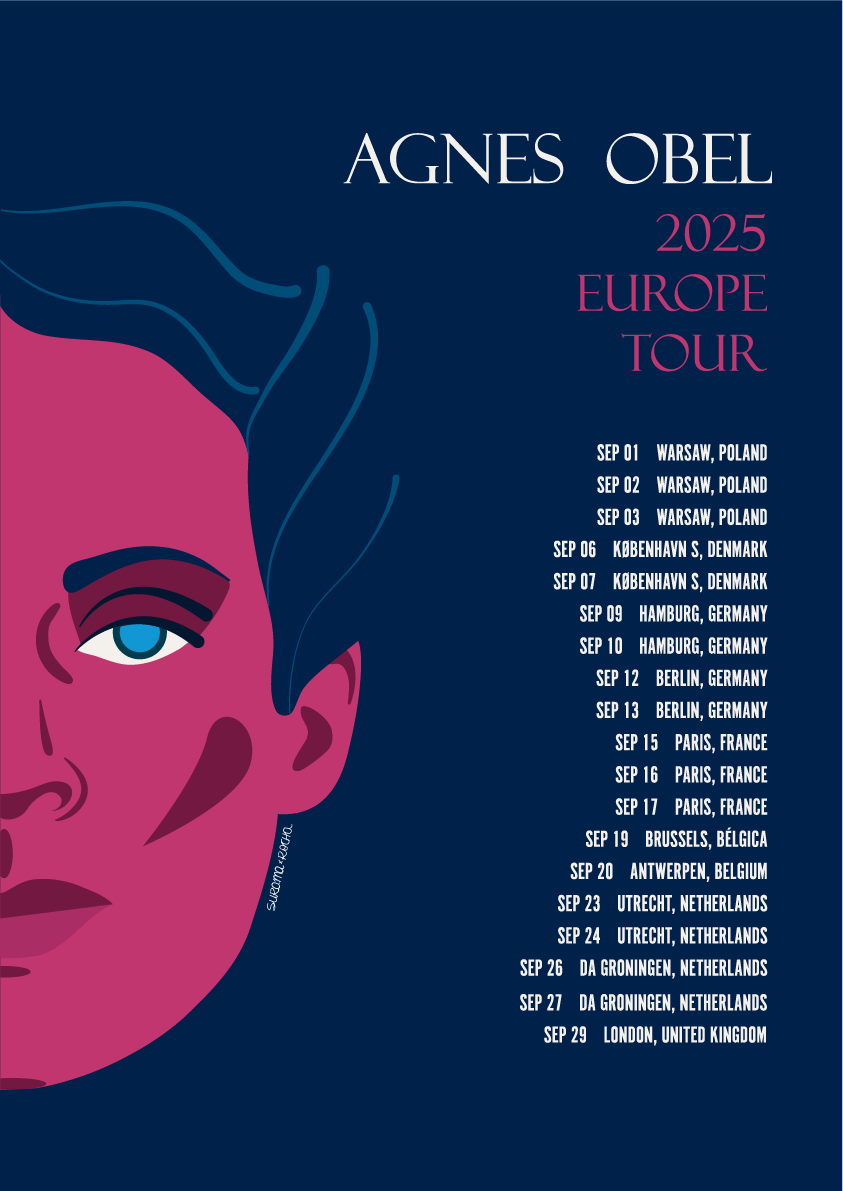 AGNES OBEL
2025
EUROPE
TOUR
SEP 01 WARSAW, POLAND
SEP 02 WARSAW, POLAND
SEP 03 WARSAW, POLAND
SEP 06 KØBENHAVN S, DENMARK
SEP 07 KØBENHAVN S, DENMARK
SEP 09 HAMBURG, GERMANY
SEP 10 HAMBURG, GERMANY
SEP 12 BERLIN, GERMANY
SEP 13 BERLIN, GERMANY
SEP 15 PARIS, FRANCE
SEP 16 PARIS, FRANCE
SEP 17 PARIS, FRANCE
SEP 19 BRUSSELS, BÉLGICA
SEP 20 ANTWERPEN, BELGIUM
SEP 23 UTRECHT, NETHERLANDS
SEP 24 UTRECHT, NETHERLANDS
SEP 26 DA GRONINGEN, NETHERLANDS
SEP 27 DA GRONINGEN, NETHERLANDS
SEP 29 LONDON, UNITED KINGDOM
SURAMA ROCHA